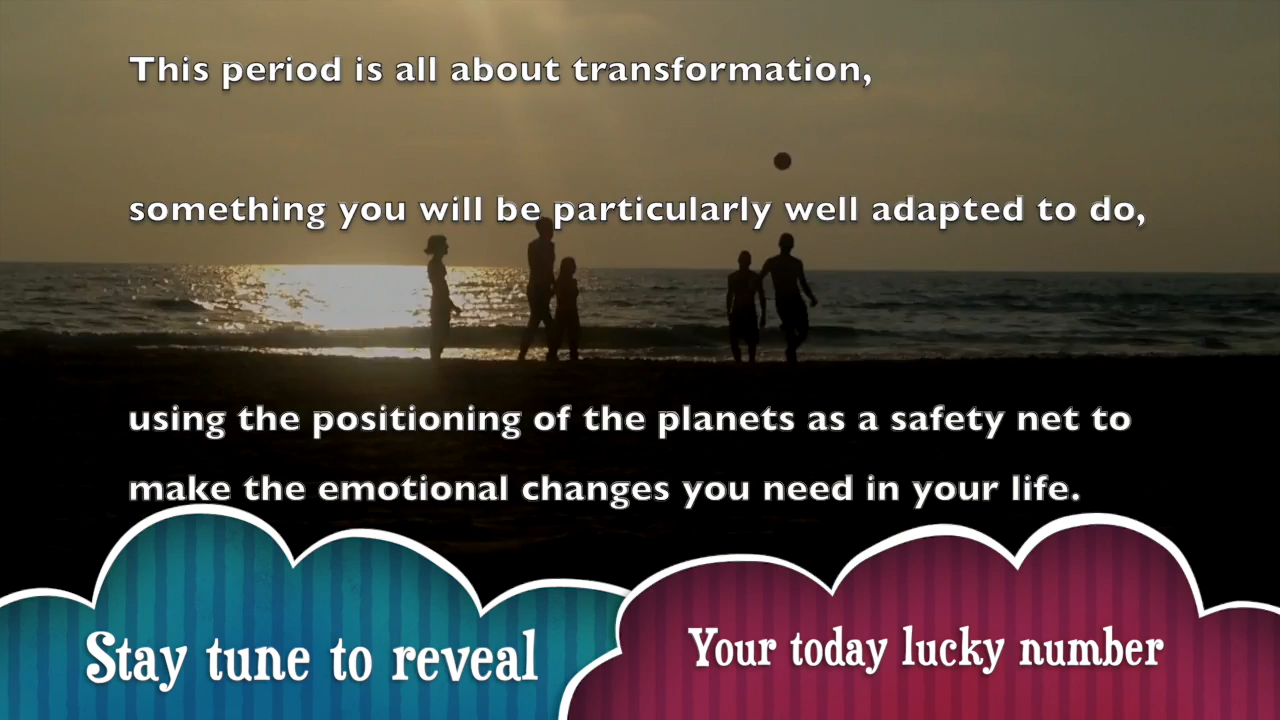 This period is all about transformation,
something you will be particularly well adapted to do,
using the positioning of the planets as a safety net to
make the emotional changes you need in your life.
Stay tune to reveal
Your today lucky number